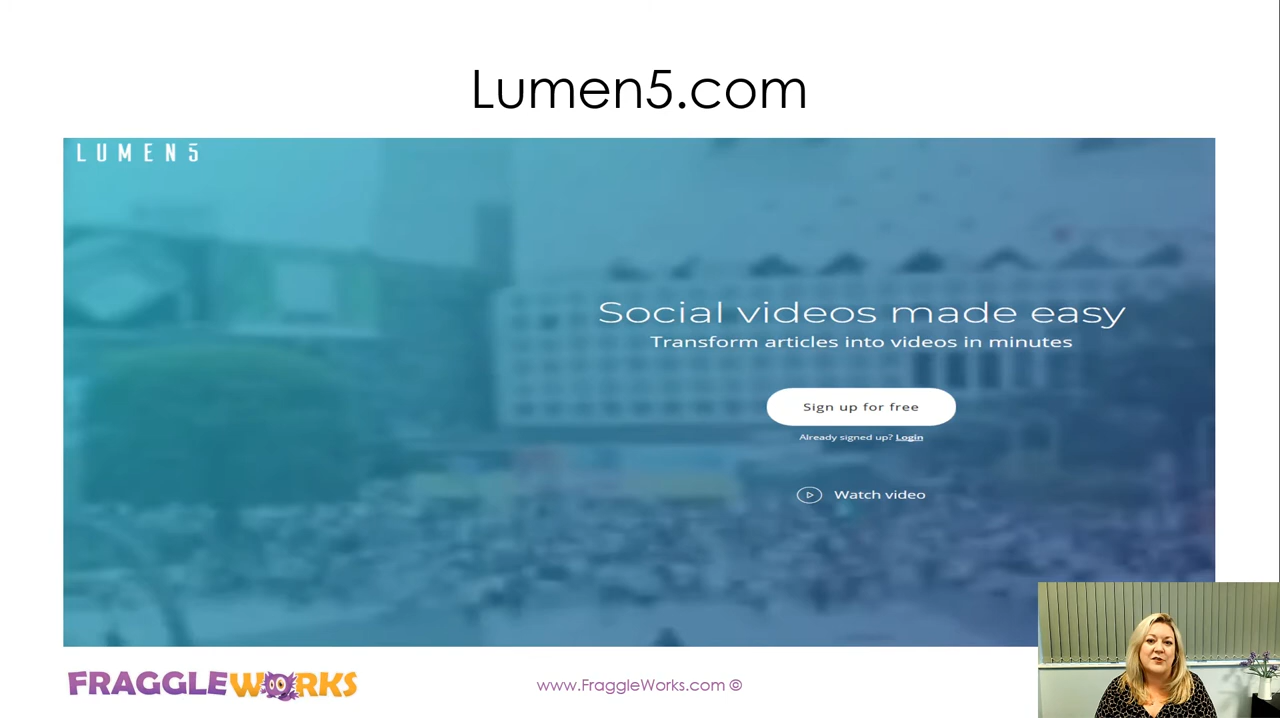 Lumen5.com
LUMEN5
Social videos made easy
Transform articles into videos in minutes
Sign up for free
Already signed up? Login
Watch video
FRAGGLEWORKS
www.FraggleWorks.com ©